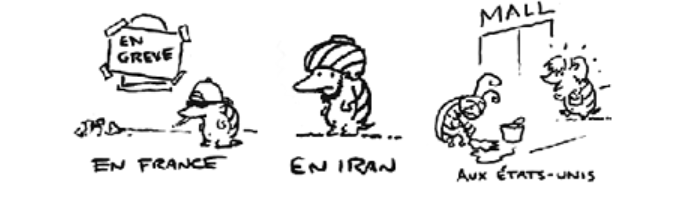 EN
GREVE
EN FRANCE
EN IRAN
MALL
AUX ÉTATS-UNIS